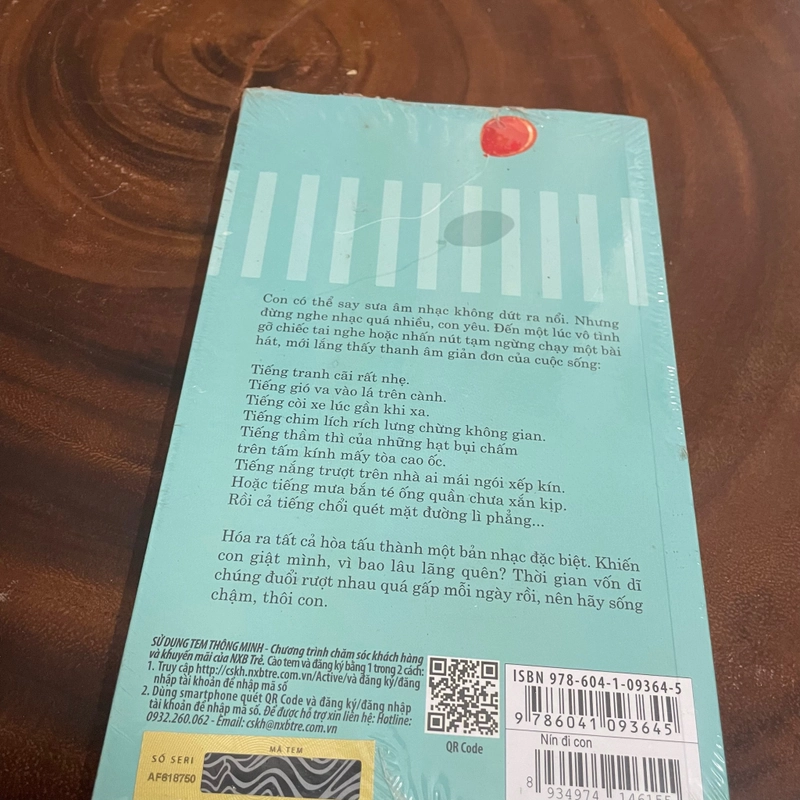 Con có thể say sưa âm nhạc không dứt ra nổi. Nhưng
đừng nghe nhạc quá nhiều, con yêu. Đến một lúc vô tình
gỡ chiếc tai nghe hoặc nhấn nút tạm ngừng chạy một bài
hát, mới lắng thấy thanh âm giản đơn của cuộc sống:
Tiếng tranh cãi rất nhẹ.
Tiếng gió va vào lá trên cành.
Tiếng còi xe lúc gần khi xa.
Tiếng chim lích rích lưng chừng không gian.
Tiếng thầm thì của những hạt bụi chấm
trên tấm kính mấy tòa cao ốc.
Tiếng nắng trượt trên nhà ai mái ngói xếp kín.
Hoặc tiếng mưa bắn té ống quần chưa xắn kịp.
Rồi cả tiếng chổi quét mặt đường lì phẳng...
Hóa ra tất cả hòa tấu thành một bản nhạc đặc biệt. Khiến
con giật mình, vì bao lâu lãng quên? Thời gian vốn dĩ
chúng đuổi rượt nhau quá gấp mỗi ngày rồi, nên hãy sống
chậm, thôi con.
SỬ DỤNG TEM THÔNG MINH - Chương trình chăm sóc khách hàng
và khuyến mãi của NXB Trẻ. Cào tem và đăng ký bằng 1 trong 2 cách:
1. Truy cập http://cskh.nxbtre.com.vn/Active/và đăng ký/đăng
nhập tài khoản để nhập mã số
2. Dùng smartphone quét QR Code và đăng ký/đăng nhập
tài khoản để nhập mã số. Để được hỗ trợ xin liên hệ: Hotline:
0932.260.062 - Email: cskh@nxbtre.com.vn
QR Code
ISBN 978-604-1-09364-5
9 786041 093645
Nín đi con
8 934974 146155
MÃ TEM
SỐ SERI
AF618750